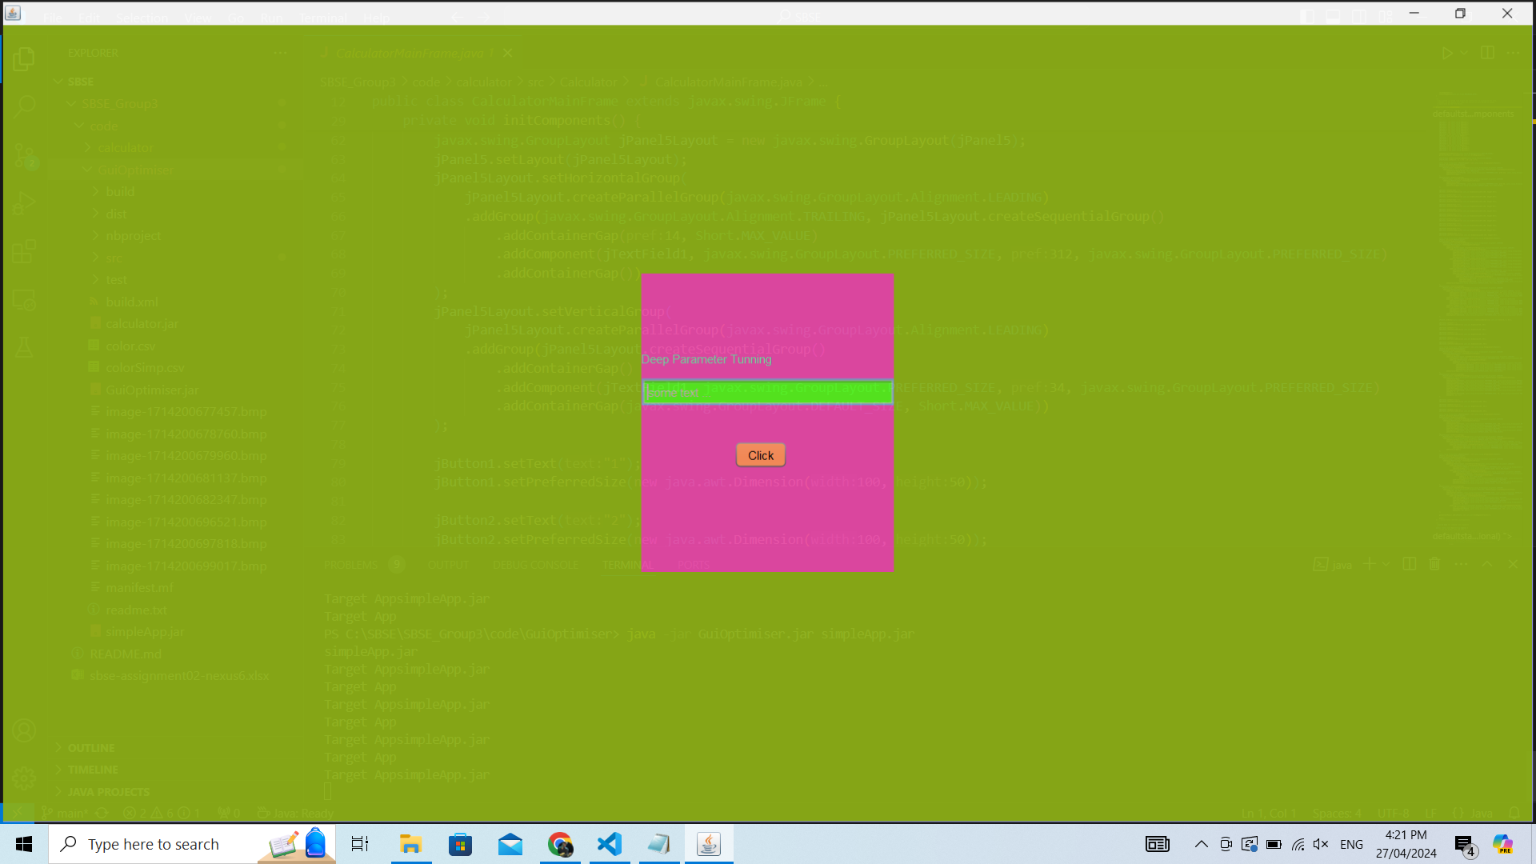 File Edit Selection View Go Run Terminal Help
EXPLORER
SBSE
SBSE_Group3
code
calculator
GuiOptimiser
build
dist
nbproject
src
test
build.xml
calculator.jar
color.csv
colorSimp.csv
GuiOptimiser.jar
image-1714200677457.bmp
image-1714200678760.bmp
image-1714200679960.bmp
image-1714200681137.bmp
image-1714200682347.bmp
image-1714200696521.bmp
image-1714200697818.bmp
image-1714200699017.bmp
manifest.mf
readme.txt
simpleApp.jar
README.md
sbse-assignment02-nexus6.xlsx
OUTLINE
TIMELINE
JAVA PROJECTS
CalculatorMainFrame.java
SBSE_Group3 > code > calculator > src > Calculator > CalculatorMainFrame.java > ...
public class CalculatorMainFrame extends javax.swing.JFrame {
private void initComponents() {
javax.swing.GroupLayout jPanel5Layout = new javax.swing.GroupLayout(jPanel5);
jPanel5.setLayout(jPanel5Layout);
jPanel5Layout.setHorizontalGroup(
jPanel5Layout.createParallelGroup(javax.swing.GroupLayout.Alignment.LEADING)
.addGroup(javax.swing.GroupLayout.Alignment.TRAILING, jPanel5Layout.createSequentialGroup()
.addContainerGap(pref:14, Short.MAX_VALUE)
.addComponent(jTextField1, javax.swing.GroupLayout.PREFERRED_SIZE, pref:312, javax.swing.GroupLayout.PREFERRED_SIZE)
.addContainerGap()
);
jPanel5Layout.setVerticalGroup(
jPanel5Layout.createParallelGroup(javax.swing.GroupLayout.Alignment.LEADING)
.addGroup(jPanel5Layout.createSequentialGroup()
.addContainerGap()
.addComponent(jTextField1, javax.swing.GroupLayout.PREFERRED_SIZE, pref:34, javax.swing.GroupLayout.PREFERRED_SIZE)
.addContainerGap(javax.swing.GroupLayout.DEFAULT_SIZE, Short.MAX_VALUE))
);
jButton1.setText(text:"1");
jButton1.setPreferredSize(new java.awt.Dimension(width:100, height:50));
jButton2.setText(text:"2");
jButton2.setPreferredSize(new java.awt.Dimension(width:100, height:50));
Deep Parameter Tunning
Click
PROBLEMS OUTPUT DEBUG CONSOLE TERMINAL PORTS
java
Target AppsimpleApp.jar
Target App
PS C:\SBSE\SBSE_Group3\code\GuiOptimiser> java -jar GuiOptimiser.jar simpleApp.jar
simpleApp.jar
Target AppsimpleApp.jar
Target App
Target AppsimpleApp.jar
Target App
Target AppsimpleApp.jar
Target App
Target AppsimpleApp.jar
main* 2 6 1 0 Java: Ready
Ln 1, Col 1 Spaces: 4 UTF-8 LF {} Java
Type here to search
ENG
4:21 PM
27/04/2024
4
PRE